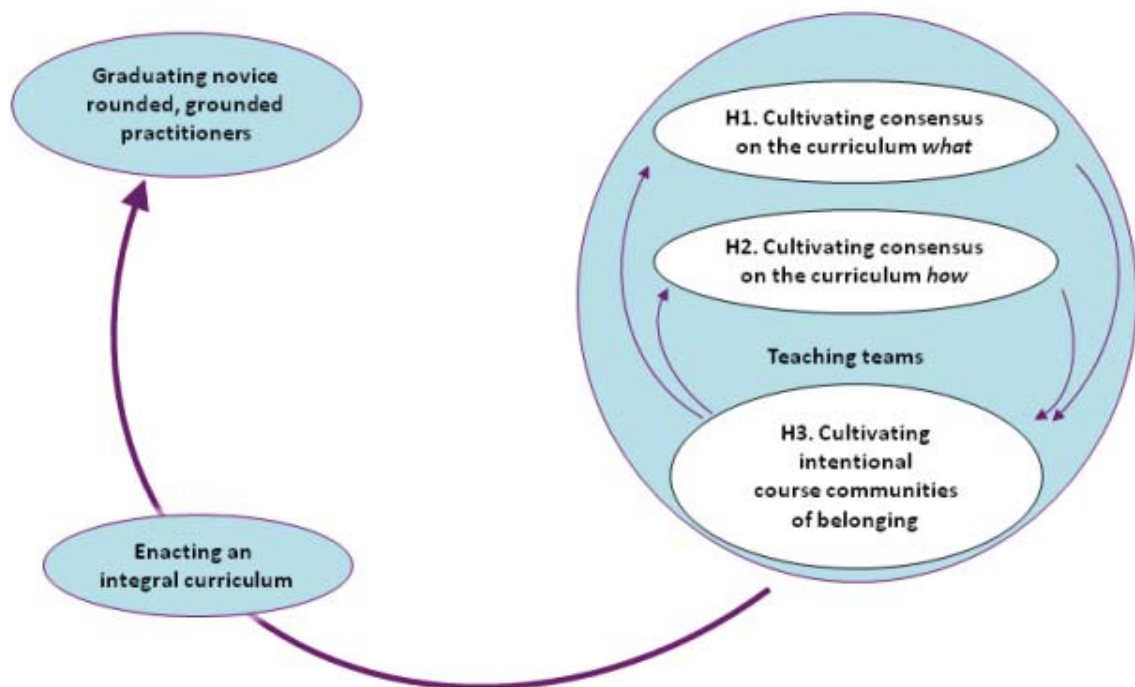 Graduating novice
rounded, grounded
practitioners
H1. Cultivating consensus
on the curriculum what
H2. Cultivating consensus
on the curriculum how
Teaching teams
H3. Cultivating
intentional
course communities
of belonging
Enacting an
integral curriculum